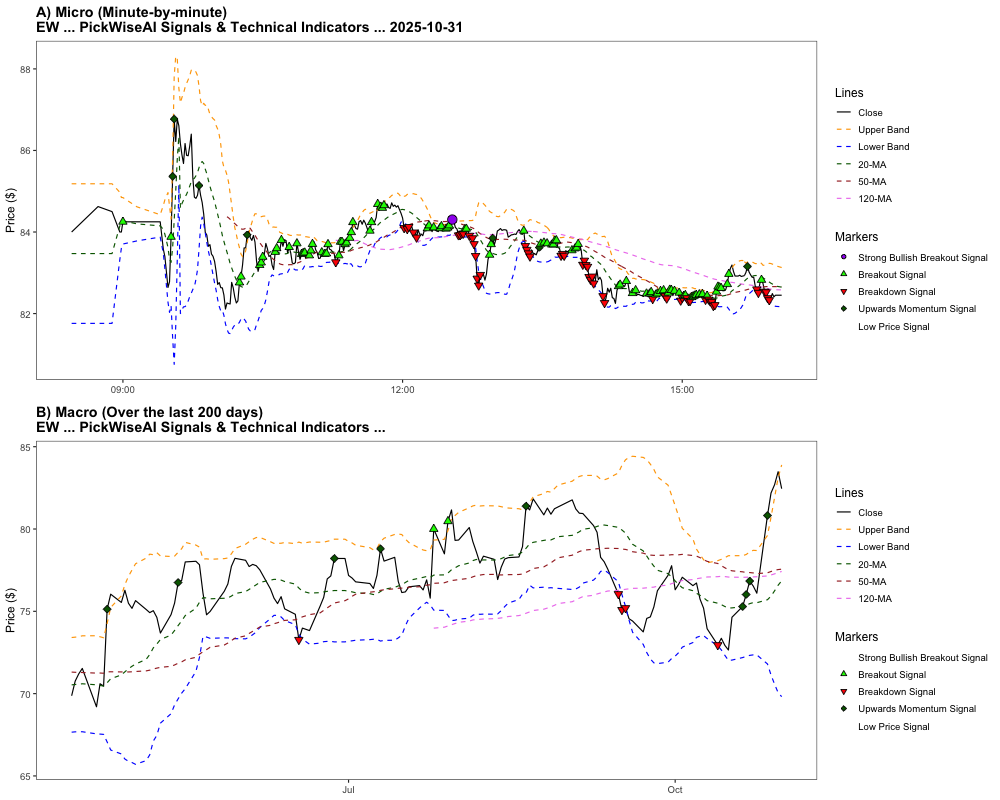 A) Micro (Minute-by-minute)
EW ... PickWiseAI Signals & Technical Indicators ... 2025-10-31
Price ($)
88
86
84
82
09:00
12:00
15:00
Lines
Close
Upper Band
Lower Band
20-MA
50-MA
120-MA
Markers
Strong Bullish Breakout Signal
Breakout Signal
Breakdown Signal
Upwards Momentum Signal
Low Price Signal
B) Macro (Over the last 200 days)
EW ... PickWiseAI Signals & Technical Indicators ...
Price ($)
85
80
75
70
65
Jul
Oct
Lines
Close
Upper Band
Lower Band
20-MA
50-MA
120-MA
Markers
Strong Bullish Breakout Signal
Breakout Signal
Breakdown Signal
Upwards Momentum Signal
Low Price Signal